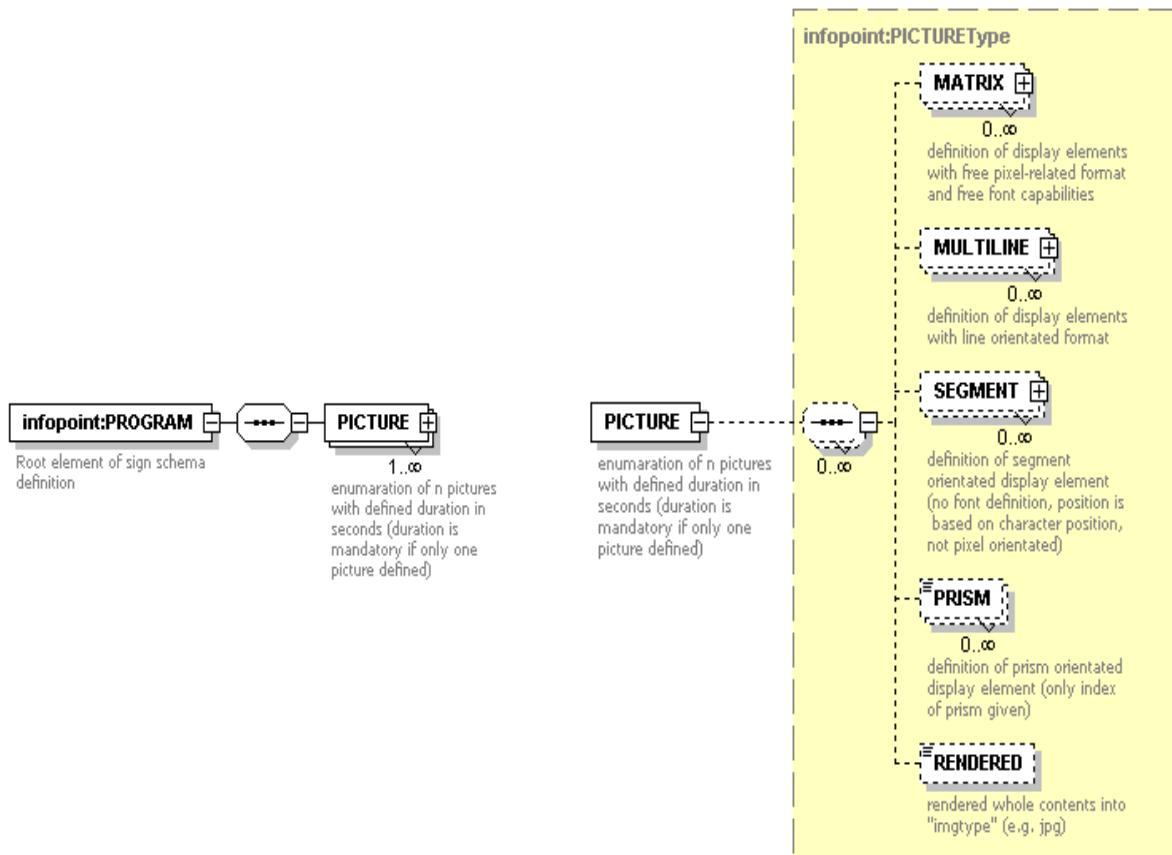 infopoint:PROGRAM
Root element of sign schema
definition
PICTURE
1..∞
enumaration of n pictures
with defined duration in
seconds (duration is
mandatory if only one
picture defined)
PICTURE
enumaration of n pictures
with defined duration in
seconds (duration is
mandatory if only one
picture defined)
0..∞
infopoint:PICTUREType
MATRIX
0..∞
definition of display elements
with free pixel-related format
and free font capabilities
MULTILINE
0..∞
definition of display elements
with line orientated format
SEGMENT
0..∞
definition of segment
orientated display element
(no font definition, position is
based on character position,
not pixel orientated)
PRISM
0..∞
definition of prism orientated
display element (only index
of prism given)
RENDERED
rendered whole contents into
"imgtype" (e.g. jpg)